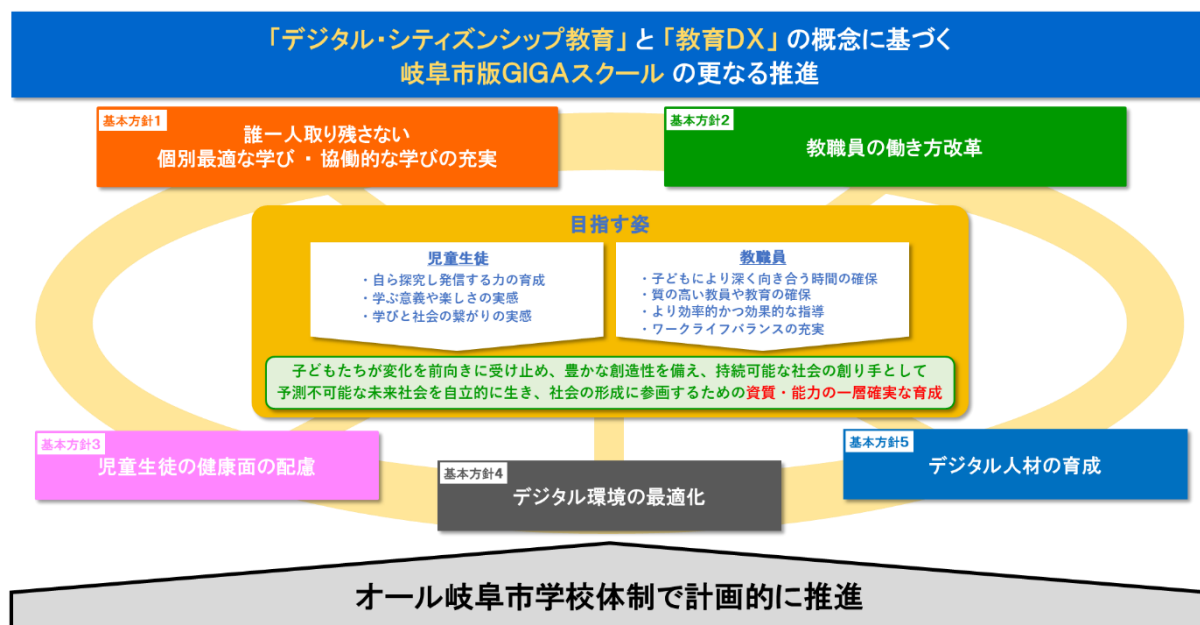 「デジタル・シティズンシップ教育」と「教育DX」の概念に基づく
岐阜市版GIGAスクール の更なる推進
基本方針1
誰一人取り残さない
個別最適な学び ・ 協働的な学びの充実
基本方針2
教職員の働き方改革
目指す姿
児童生徒
・自ら探究し発信する力の育成
・学ぶ意義や楽しさの実感
・学びと社会の繋がりの実感
教職員
・子どもにより深く向き合う時間の確保
・質の高い教員や教育の確保
・より効率的かつ効果的な指導
・ワークライフバランスの充実
子どもたちが変化を前向きに受け止め、豊かな創造性を備え、持続可能な社会の創り手として
予測不可能な未来社会を自立的に生き、社会の形成に参画するための資質・能力の一層確実な育成
基本方針3
児童生徒の健康面の配慮
基本方針4
デジタル環境の最適化
基本方針5
デジタル人材の育成
オール岐阜市学校体制で計画的に推進